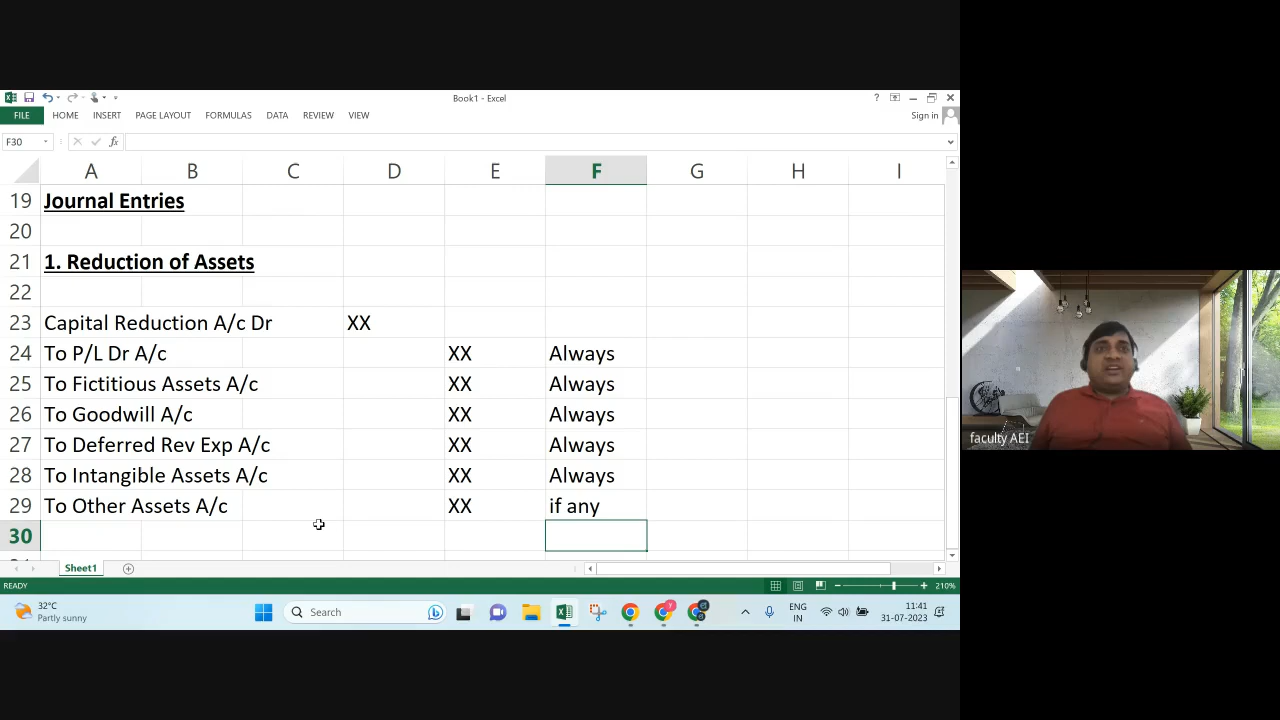 Book1 - Excel
FILE HOME INSERT PAGE LAYOUT FORMULAS DATA REVIEW VIEW Sign in
F30
A B C D E F G H I
19 Journal Entries
20
21 1. Reduction of Assets
22
23 Capital Reduction A/c Dr XX
24 To P/L Dr A/c XX Always
25 To Fictitious Assets A/c XX Always
26 To Goodwill A/c XX Always
27 To Deferred Rev Exp A/c XX Always
28 To Intangible Assets A/c XX Always
29 To Other Assets A/c XX if any
30
Sheet1
READY 210%
32°C
Partly sunny
Search
ENG
IN
11:41
31-07-2023
faculty AEI